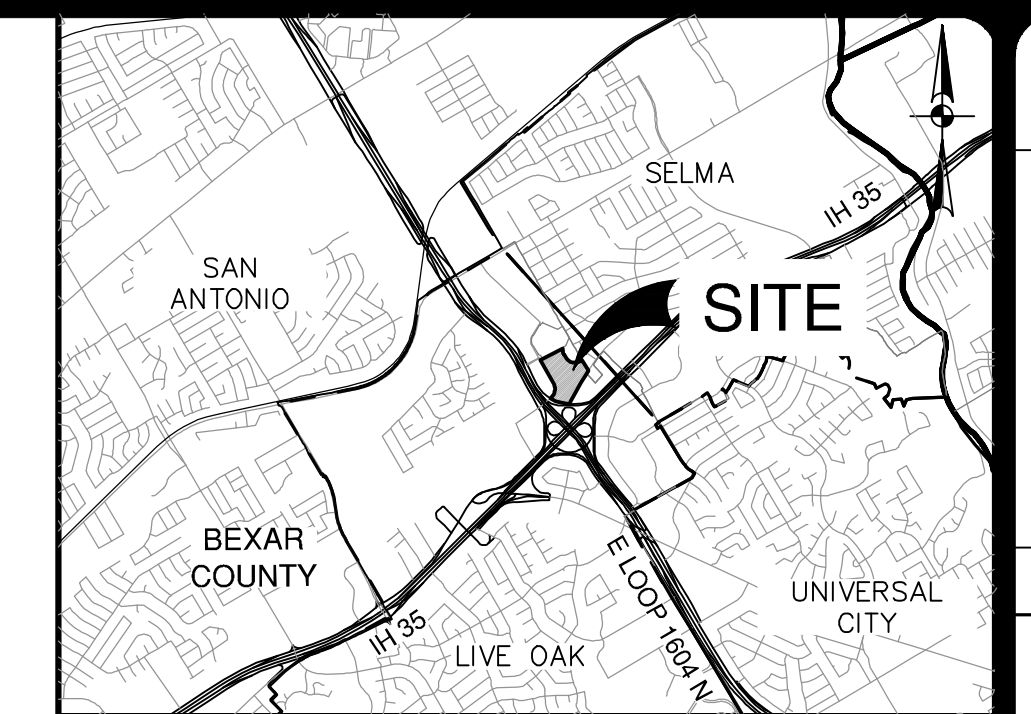 SELMA
IH 35
SAN
ANTONIO
SITE
BEXAR
COUNTY
E LOOP 1604 N
UNIVERSAL
CITY
IH 35
LIVE OAK